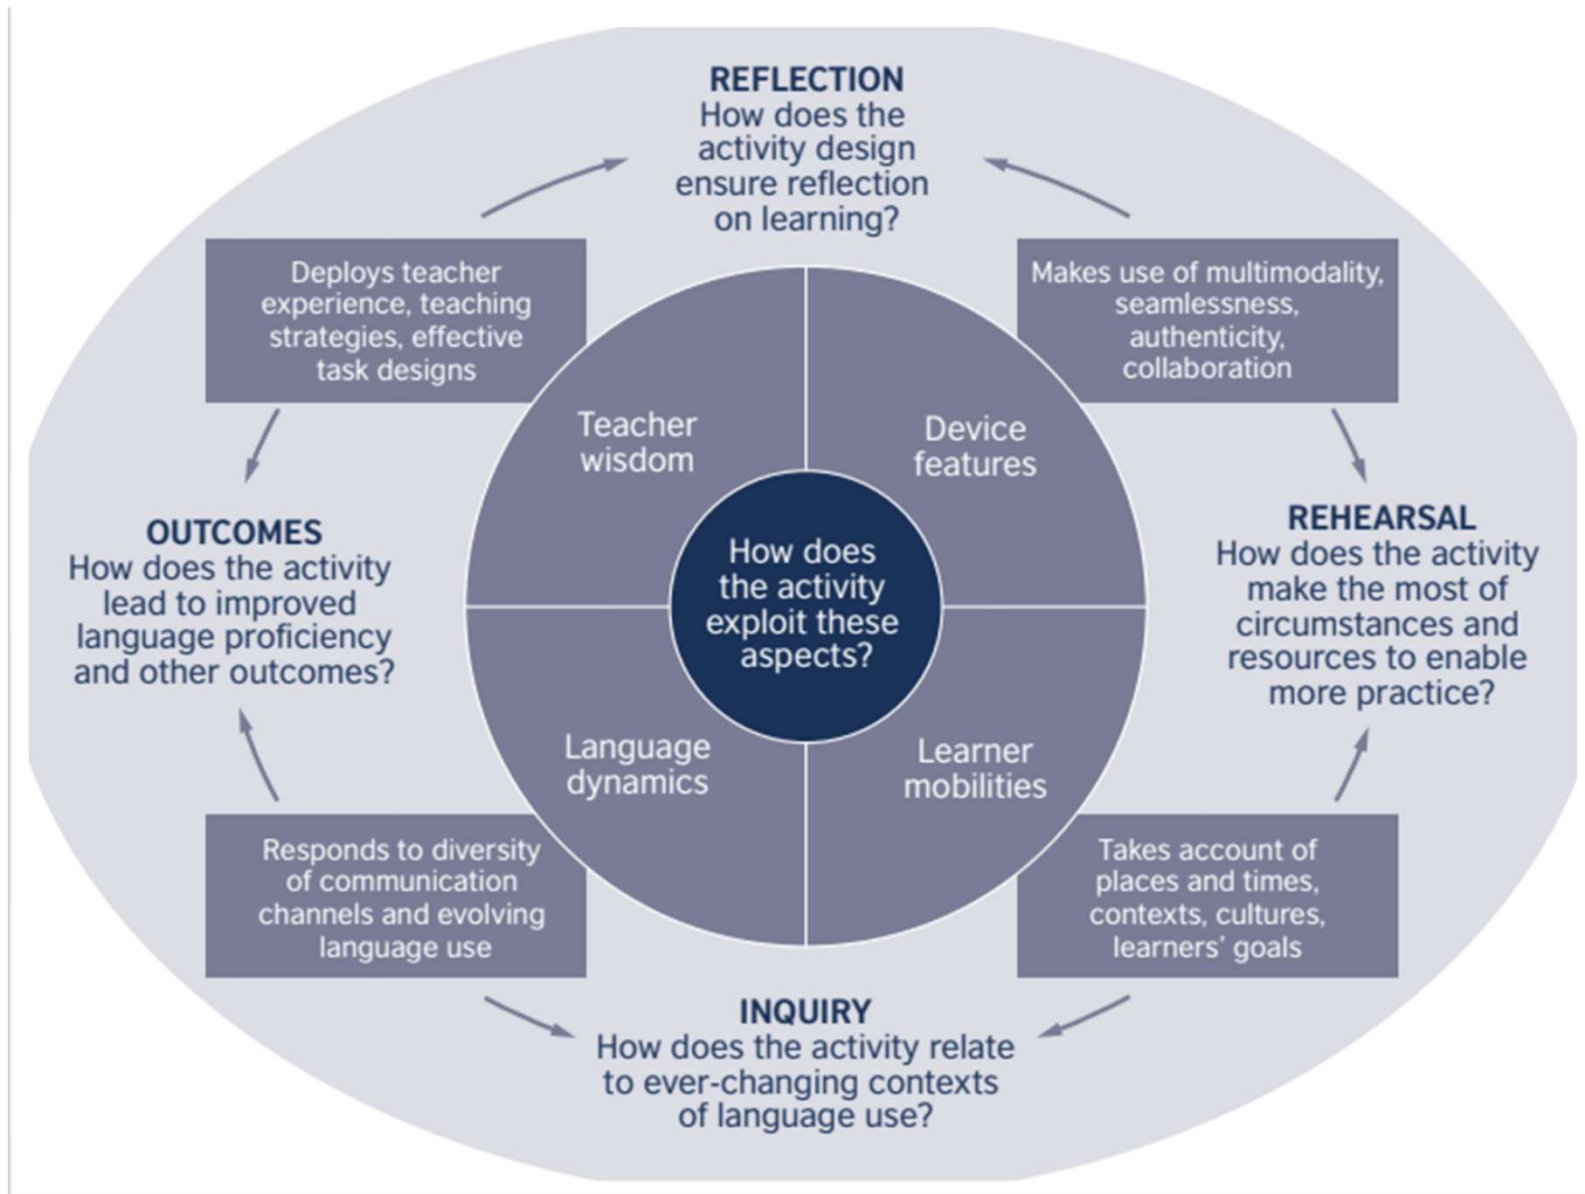 REFLECTION
How does the
activity design
ensure reflection
on learning?
Deploys teacher
experience, teaching
strategies, effective
task designs
Makes use of multimodality,
seamlessness,
authenticity,
collaboration
Teacher
wisdom
Device
features
OUTCOMES
How does the activity
lead to improved
language proficiency
and other outcomes?
How does
the activity
exploit these
aspects?
REHEARSAL
How does the activity
make the most of
circumstances and
resources to enable
more practice?
Language
dynamics
Learner
mobilities
Responds to diversity
of communication
channels and evolving
language use
Takes account of
places and times,
contexts, cultures,
learners’ goals
INQUIRY
How does the activity relate
to ever-changing contexts
of language use?